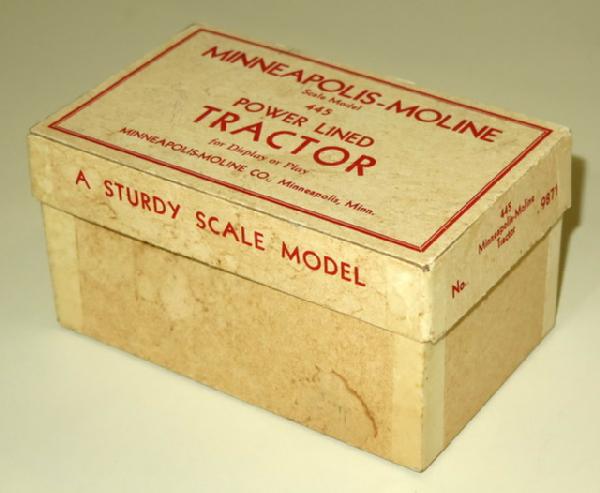 MINNEAPOLIS-MOLINE
Scale Model
445
POWER LINED
TRACTOR
for Display or Play
MINNEAPOLIS-MOLINE CO., Minneapolis, Minn.
A STURDY SCALE MODEL
445
Minneapolis-Moline
Tractor
No. 9871